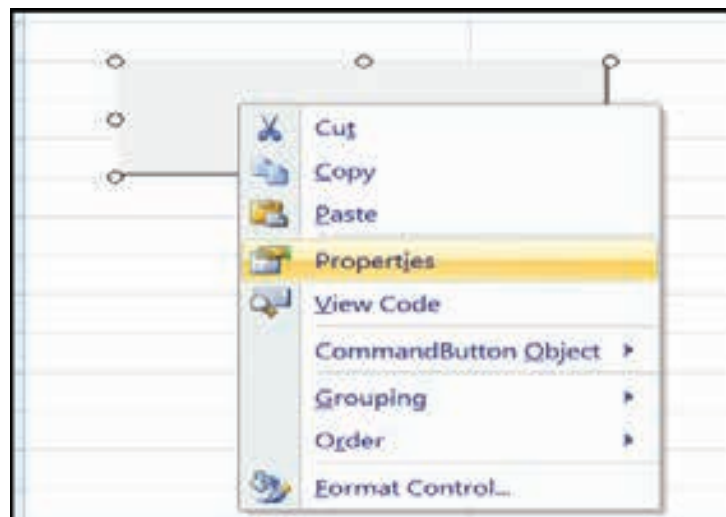 Cut
Copy
Paste
Properties
View Code
CommandButton Object
Grouping
Order
Format Control...